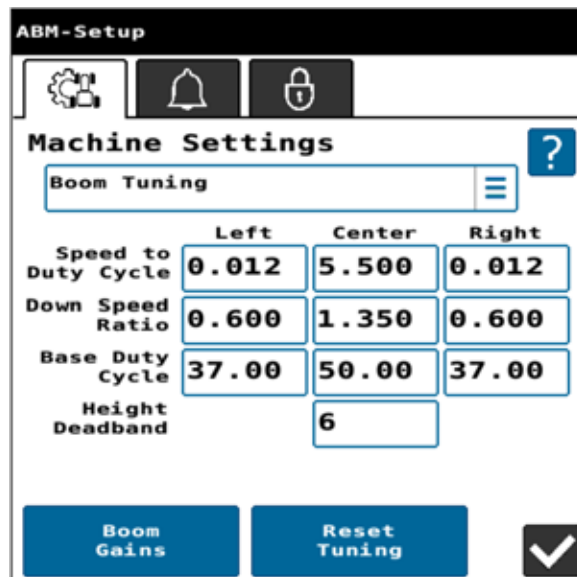 ABM-Setup
Machine Settings
?
Boom Tuning
Left Center Right
Speed to
Duty Cycle 0.012 5.500 0.012
Down Speed
Ratio 0.600 1.350 0.600
Base Duty
Cycle 37.00 50.00 37.00
Height
Deadband 6
Boom
Gains
Reset
Tuning